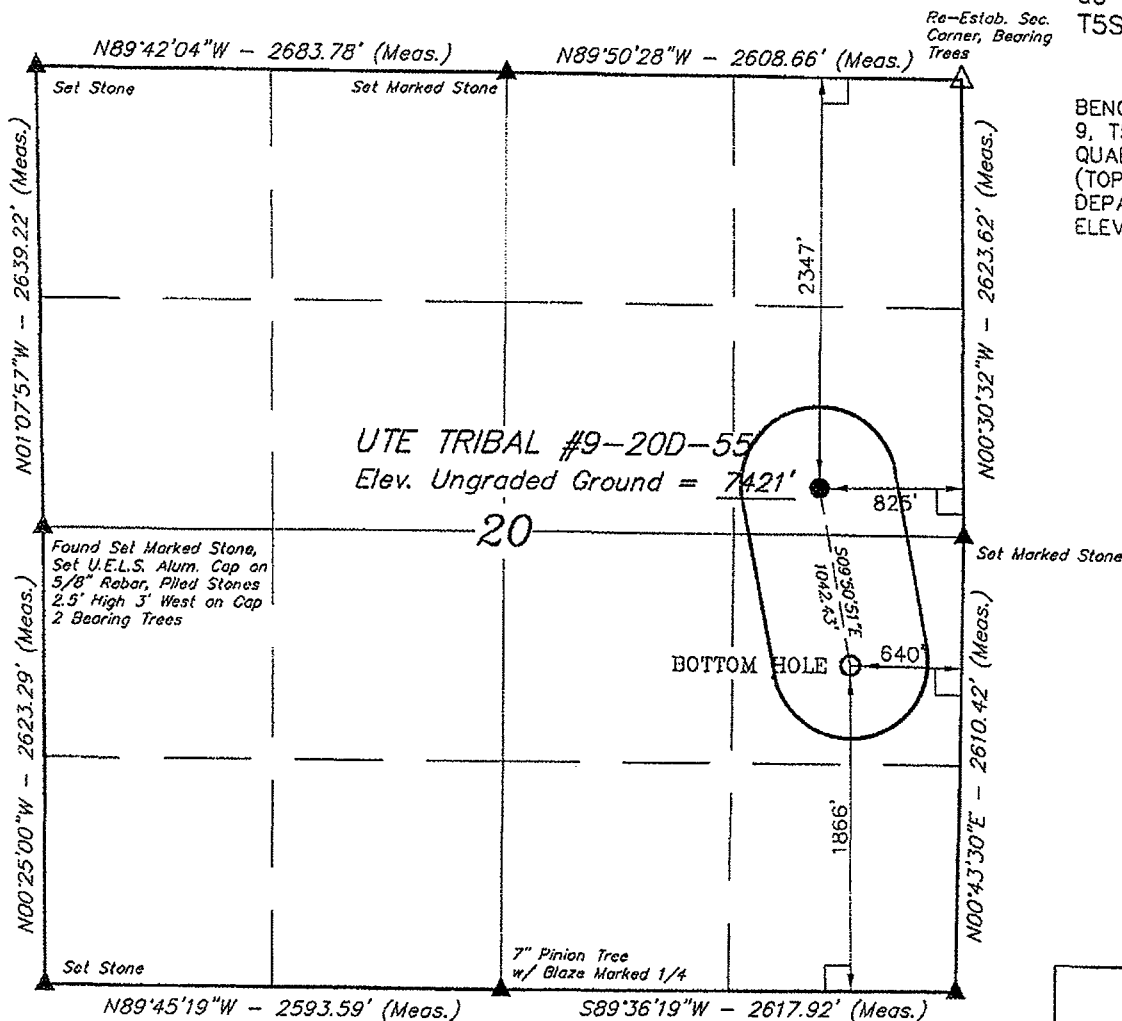 Re-Estab. Sec.
Corner, Bearing
Trees
T5S
N89°42'04"W - 2683.78' (Meas.)
N89°50'28"W - 2608.66' (Meas.)
Set Stone
Set Marked Stone
BENC
9, T
QUA
(TOP
DEPA
ELEV
N01°07'57"W - 2639.22' (Meas.)
N00°30'32"W - 2623.62' (Meas.)
2347'
UTE TRIBAL #9-20D-55
Elev. Ungraded Ground = 7421'
825'
20
Found Set Marked Stone,
Set U.E.L.S. Alum. Cap on
5/8" Rebar, Piled Stones
2.5' High 3' West on Cap
2 Bearing Trees
Set Marked Stone
S09°50'51"E
1042.43'
BOTTOM HOLE
640'
N00°25'00"W - 2623.29' (Meas.)
N00°43'30"E - 2610.42' (Meas.)
1866'
Set Stone
7" Pinion Tree
w/ Blaze Marked 1/4
N89°45'19"W - 2593.59' (Meas.)
S89°36'19"W - 2617.92' (Meas.)